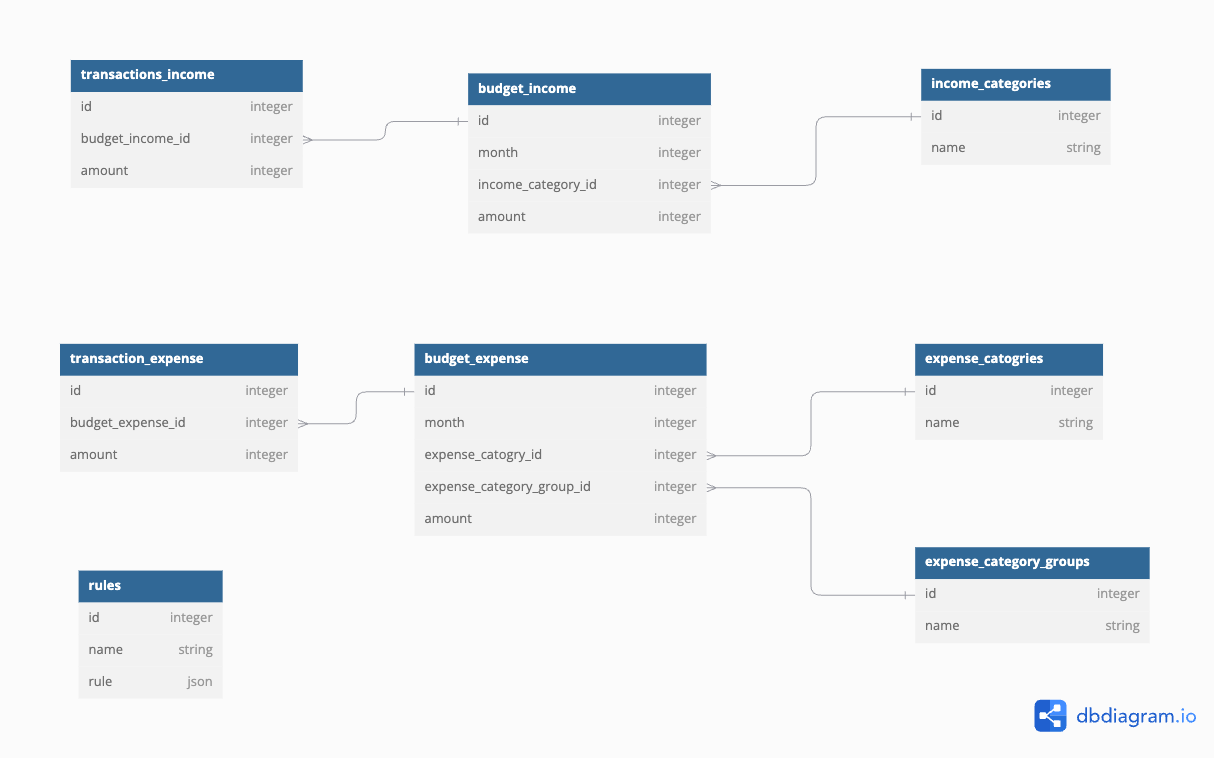 transactions_income
id integer
budget_income_id integer
amount integer
budget_income
id integer
month integer
income_category_id integer
amount integer
income_categories
id integer
name string
transaction_expense
id integer
budget_expense_id integer
amount integer
budget_expense
id integer
month integer
expense_catogry_id integer
expense_category_group_id integer
amount integer
expense_catogries
id integer
name string
rules
id integer
name string
rule json
expense_category_groups
id integer
name string
dbdiagram.io